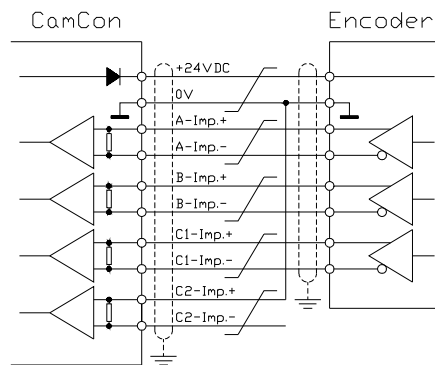 CamCon
Encoder
+24VDC
0V
A-Imp.+
A-Imp.-
B-Imp.+
B-Imp.-
C1-Imp.+
C1-Imp.-
C2-Imp.+
C2-Imp.-